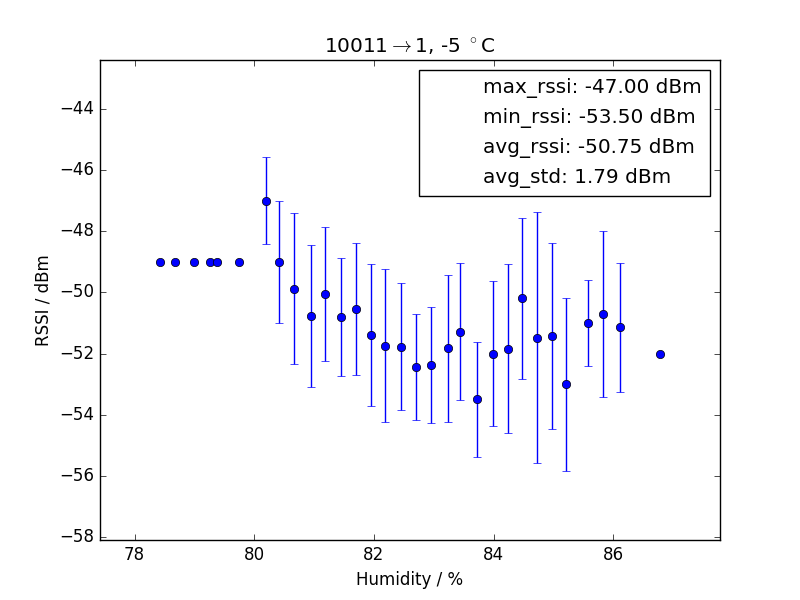 10011→1, -5 °C
max_rssi: -47.00 dBm
min_rssi: -53.50 dBm
avg_rssi: -50.75 dBm
avg_std: 1.79 dBm
−44
−46
−48
−50
−52
−54
−56
−58
RSSI / dBm
78 80 82 84 86
Humidity / %